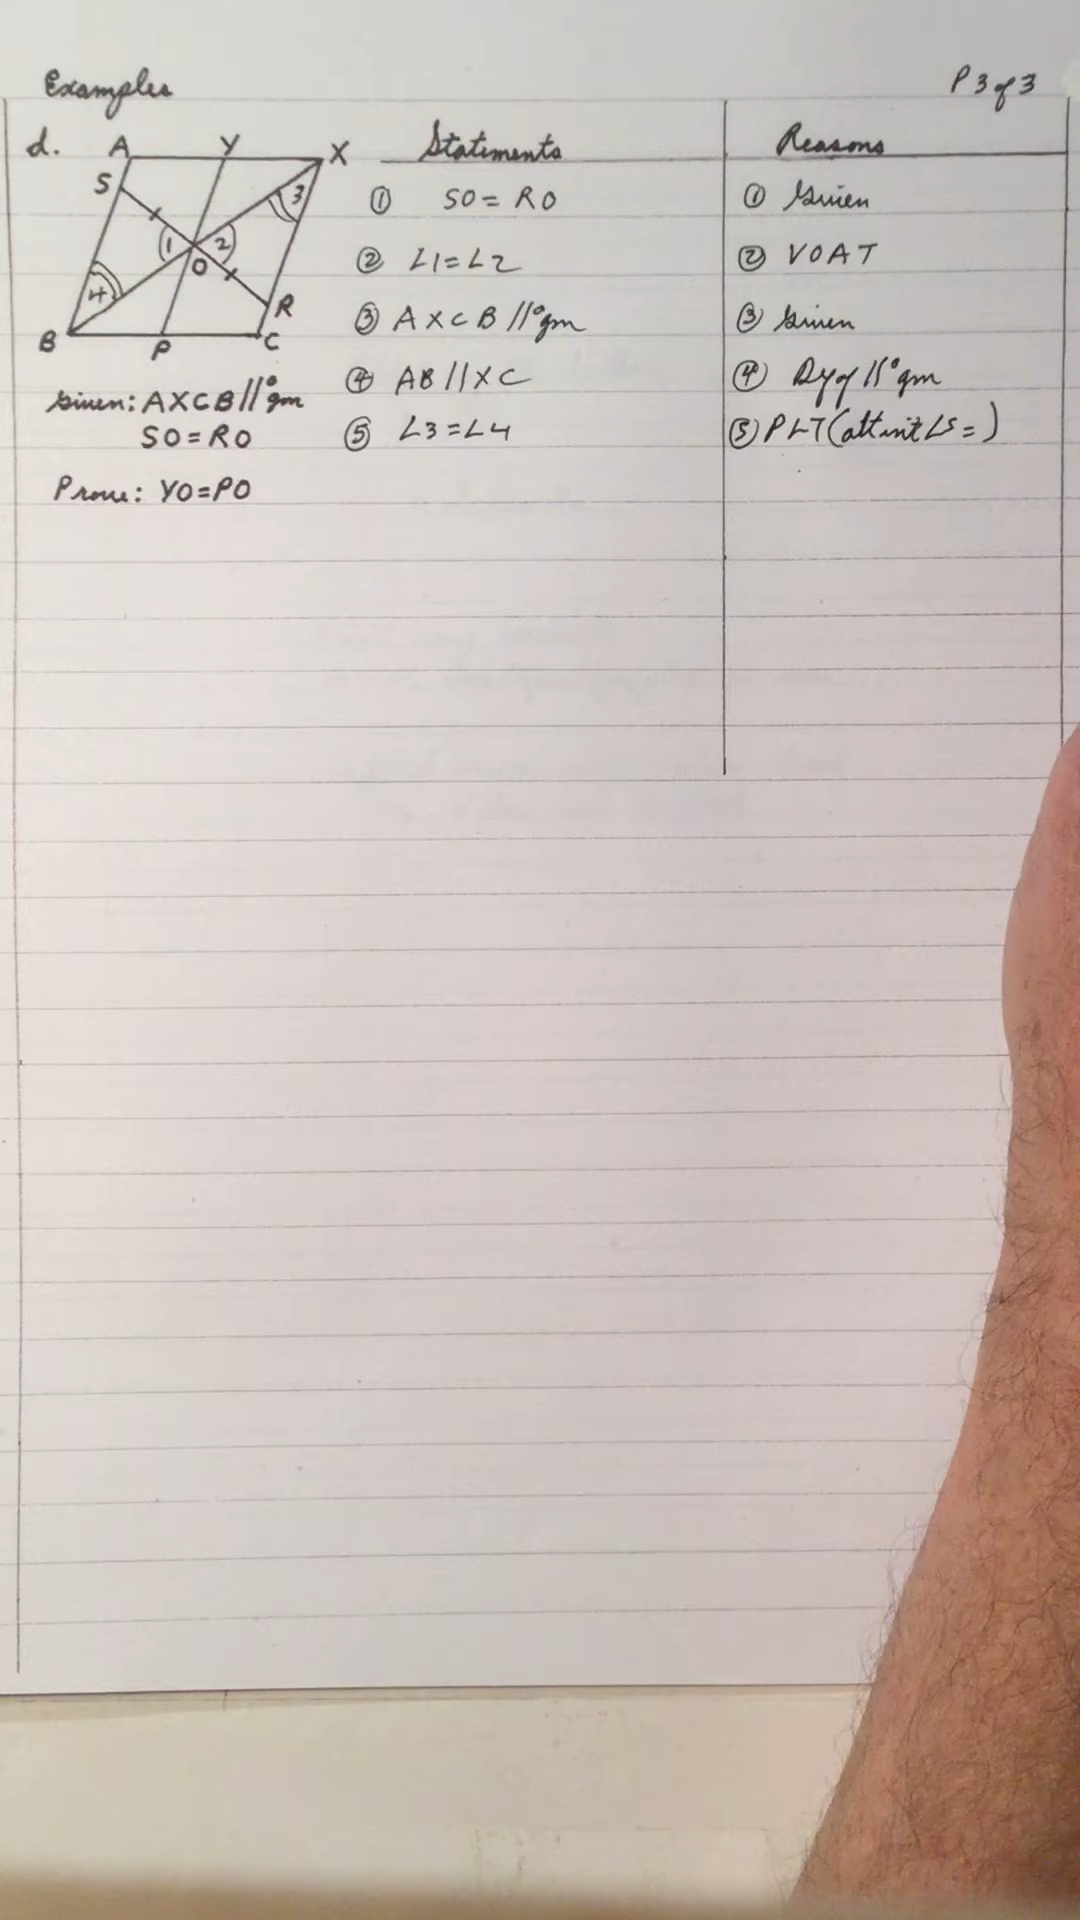 Examples P 3 of 3
d. A Y X Statements Reasons
S 3 ① SO = RO ① Given
1 2 O ② ∠1 = ∠2 ② VOAT
4 R ③ AXCB //°gm ③ Given
B P C
④ AB // XC ④ Dy of //°gm
Given: AXCB //°gm
SO = RO ⑤ ∠3 = ∠4 ⑤ PLT (alt int ∠s = )
Prove: YO = PO